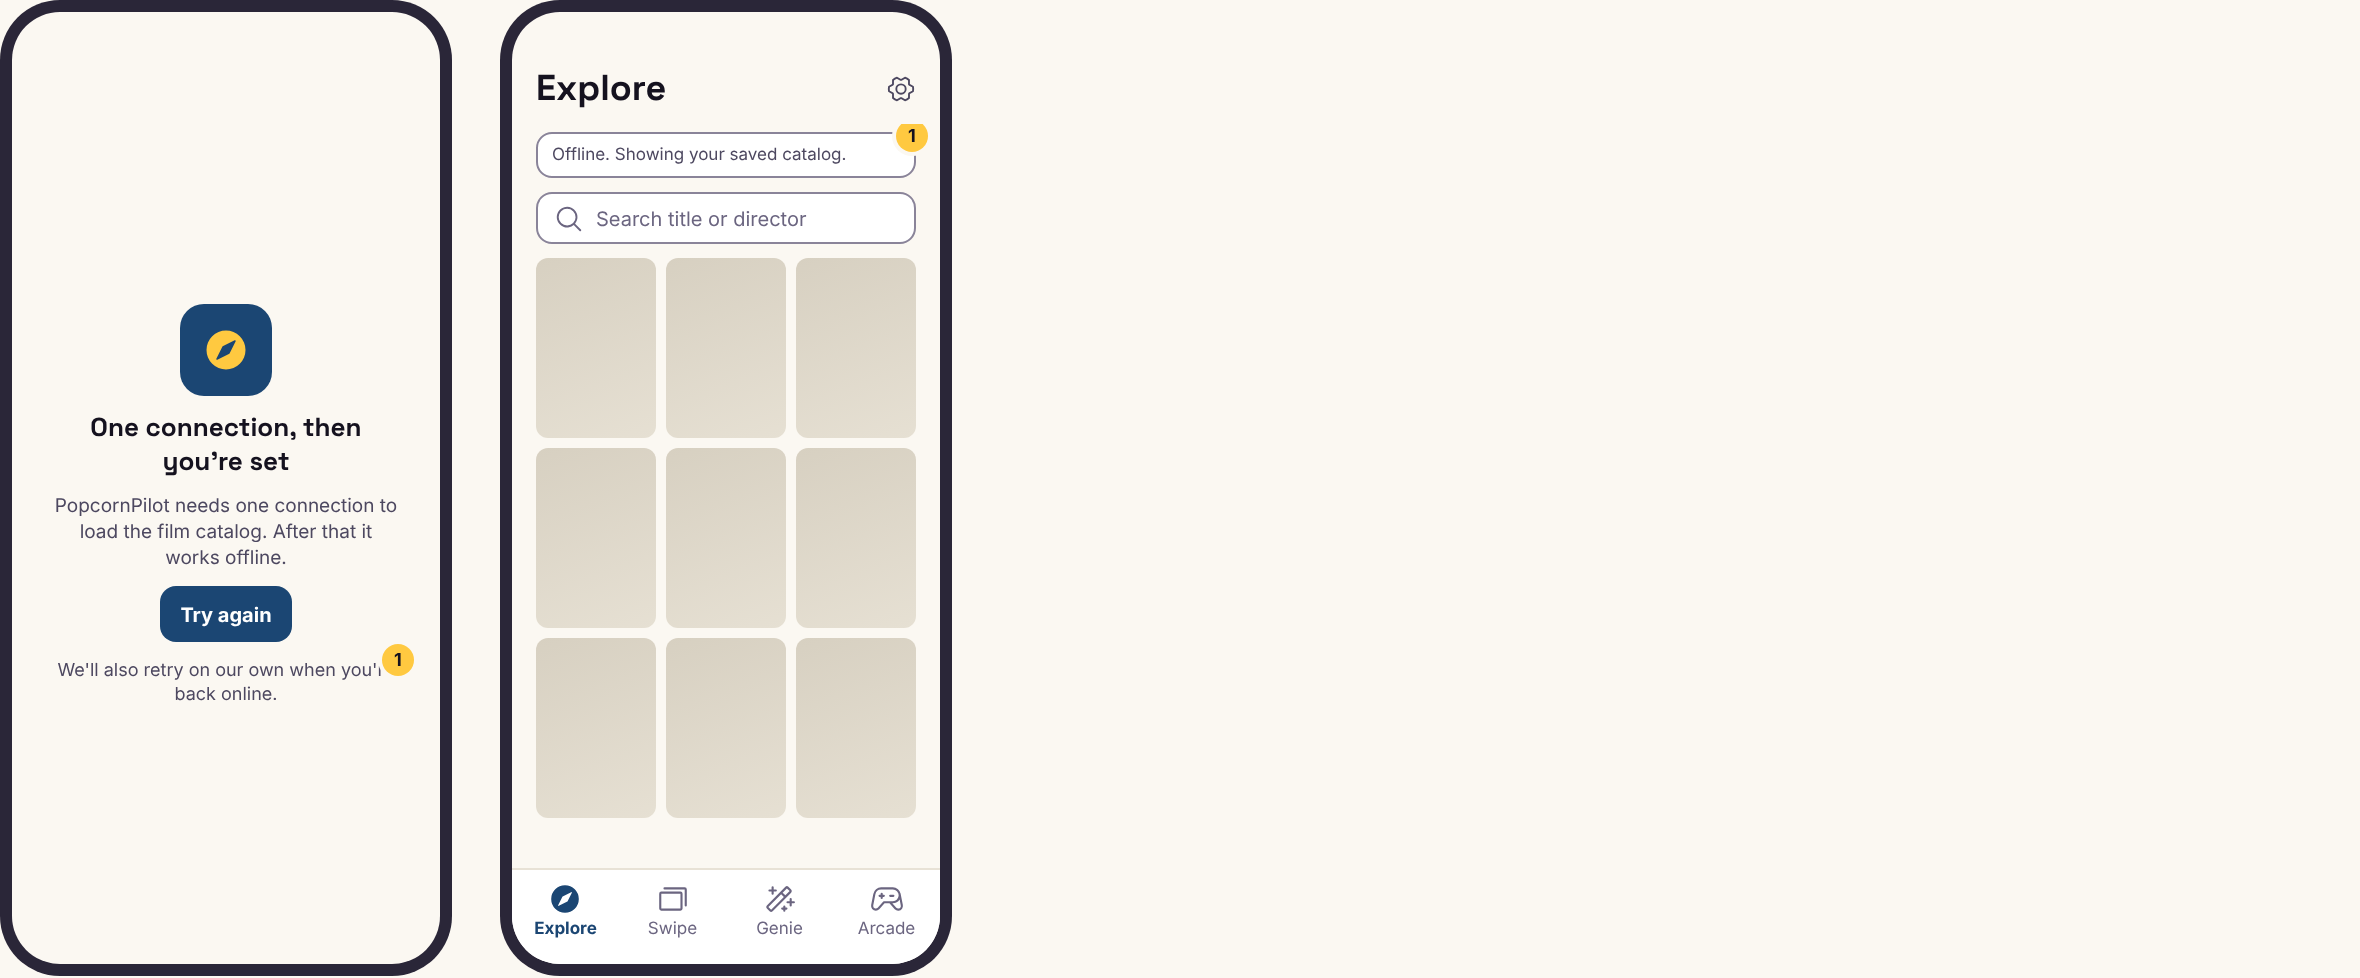 One connection, then
you’re set
PopcornPilot needs one connection to
load the film catalog. After that it
works offline.
Try again
1
We'll also retry on our own when
back online.
Explore
1
Offline. Showing your saved catalog.
Search title or director
Explore
Swipe
Genie
Arcade